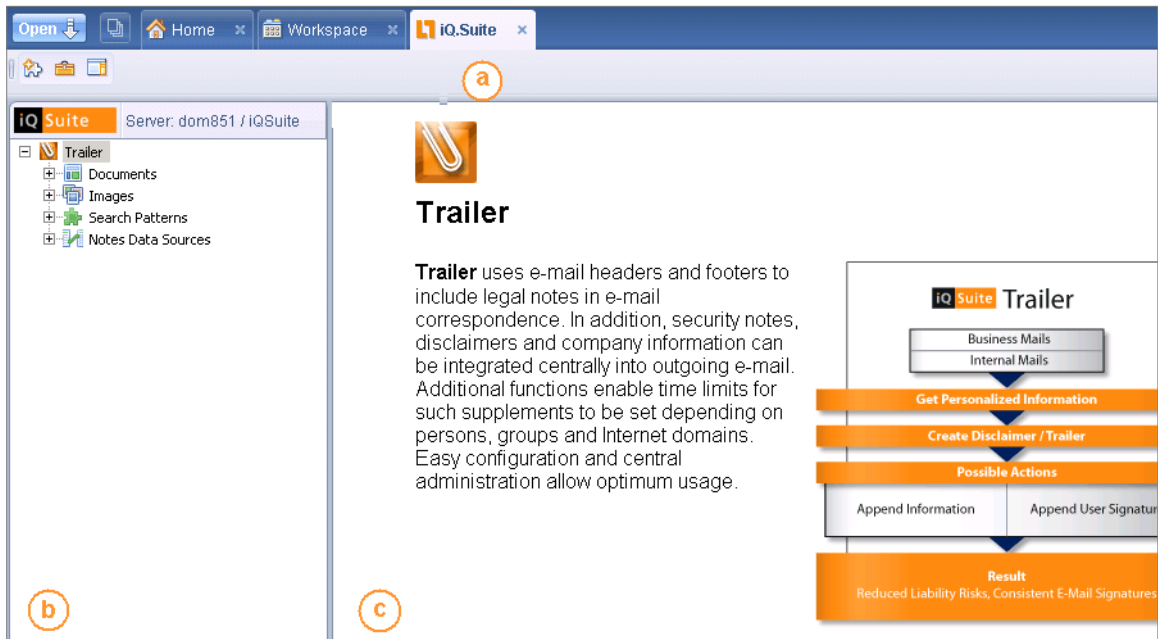 Open Home Workspace iQ.Suite
a
iQ Suite Server: dom851 / iQSuite
Trailer
Documents
Images
Search Patterns
Notes Data Sources
b
Trailer
Trailer uses e-mail headers and footers to
include legal notes in e-mail
correspondence. In addition, security notes,
disclaimers and company information can
be integrated centrally into outgoing e-mail.
Additional functions enable time limits for
such supplements to be set depending on
persons, groups and Internet domains.
Easy configuration and central
administration allow optimum usage.
c
iQ Suite Trailer
Business Mails
Internal Mails
Get Personalized Information
Create Disclaimer / Trailer
Possible Actions
Append Information Append User Signatur
Result
Reduced Liability Risks, Consistent E-Mail Signatures